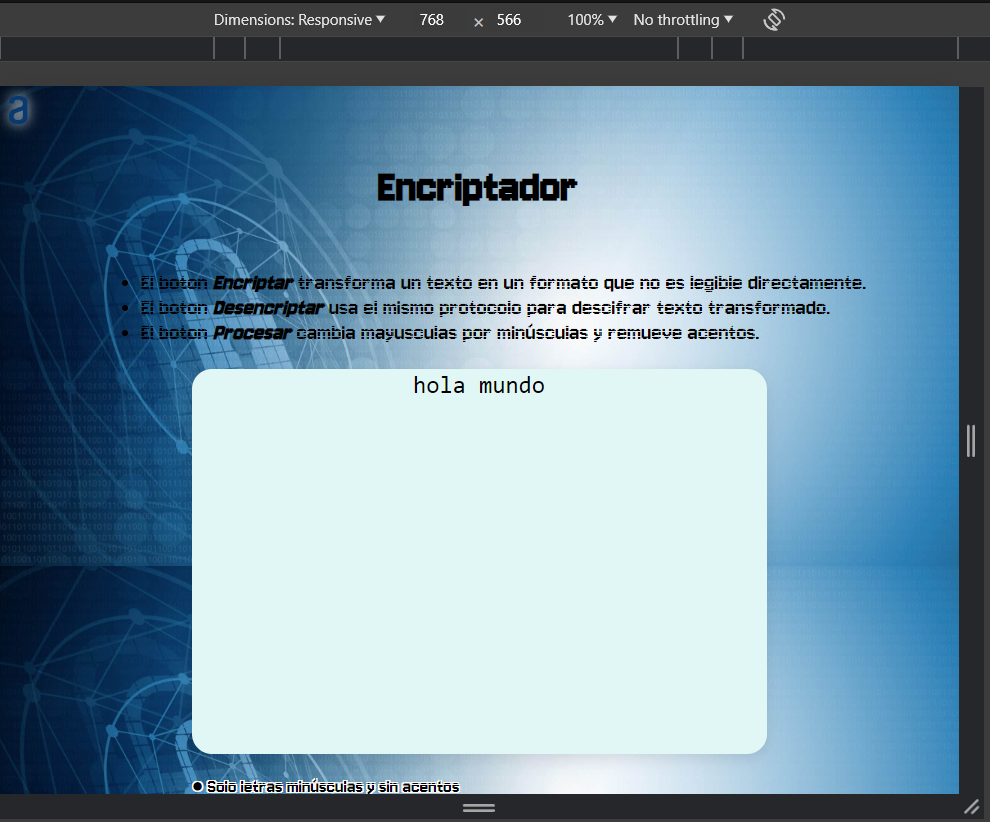 Dimensions: Responsive ▼ 768 × 566 100% ▼ No throttling ▼
a
Encriptador
• El boton Encriptar transforma un texto en un formato que no es legible directamente.
• El boton Desencriptar usa el mismo protocolo para descifrar texto transformado.
• El boton Procesar cambia mayusculas por minúsculas y remueve acentos.
hola mundo
● Solo letras minúsculas y sin acentos